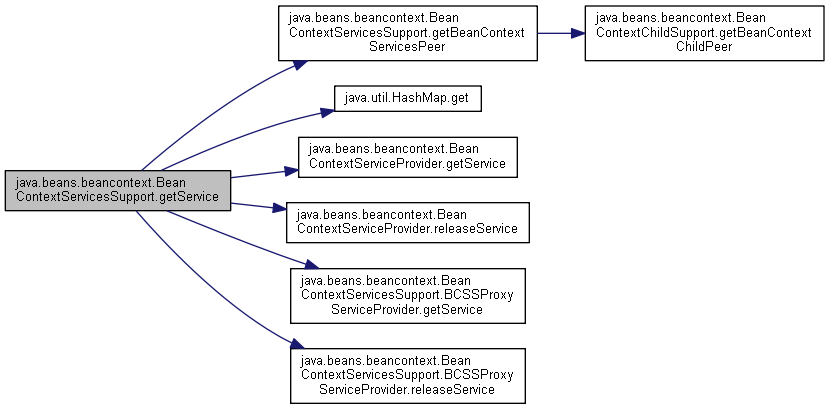 java.beans.beancontext.Bean
ContextServicesSupport.getBeanContext
ServicesPeer
java.beans.beancontext.Bean
ContextChildSupport.getBeanContext
ChildPeer
java.util.HashMap.get
java.beans.beancontext.Bean
ContextServiceProvider.getService
java.beans.beancontext.Bean
ContextServicesSupport.getService
java.beans.beancontext.Bean
ContextServiceProvider.releaseService
java.beans.beancontext.Bean
ContextServicesSupport.BCSSProxy
ServiceProvider.getService
java.beans.beancontext.Bean
ContextServicesSupport.BCSSProxy
ServiceProvider.releaseService